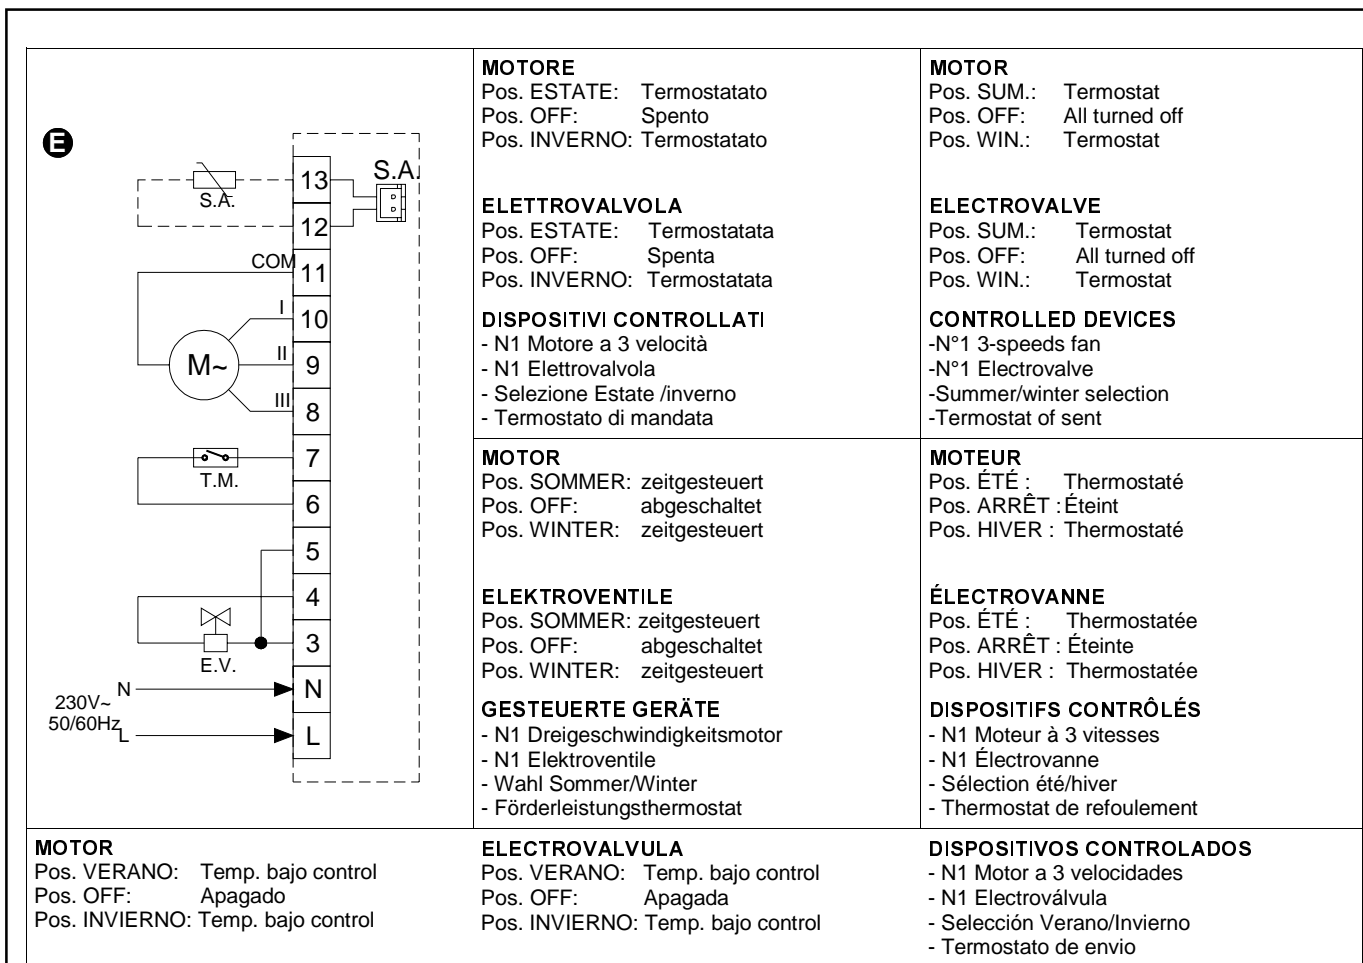 E
S.A.
13
S.A.
12
COM
11
I
10
M~
II
9
III
8
7
T.M.
6
5
4
3
E.V.
N
N
230V~
50/60Hz
L
L
MOTORE
Pos. ESTATE: Termostatato
Pos. OFF: Spento
Pos. INVERNO: Termostatato
ELETTROVALVOLA
Pos. ESTATE: Termostatata
Pos. OFF: Spenta
Pos. INVERNO: Termostatata
DISPOSITIVI CONTROLLATI
- N1 Motore a 3 velocità
- N1 Elettrovalvola
- Selezione Estate /inverno
- Termostato di mandata
MOTOR
Pos. SUM.: Termostat
Pos. OFF: All turned off
Pos. WIN.: Termostat
ELECTROVALVE
Pos. SUM.: Termostat
Pos. OFF: All turned off
Pos. WIN.: Termostat
CONTROLLED DEVICES
-N°1 3-speeds fan
-N°1 Electrovalve
-Summer/winter selection
-Termostat of sent
MOTOR
Pos. SOMMER: zeitgesteuert
Pos. OFF: abgeschaltet
Pos. WINTER: zeitgesteuert
ELEKTROVENTILE
Pos. SOMMER: zeitgesteuert
Pos. OFF: abgeschaltet
Pos. WINTER: zeitgesteuert
GESTEUERTE GERÄTE
- N1 Dreigeschwindigkeitsmotor
- N1 Elektroventile
- Wahl Sommer/Winter
- Förderleistungsthermostat
MOTEUR
Pos. ÉTÉ : Thermostaté
Pos. ARRÊT : Éteint
Pos. HIVER : Thermostaté
ÉLECTROVANNE
Pos. ÉTÉ : Thermostatée
Pos. ARRÊT : Éteinte
Pos. HIVER : Thermostatée
DISPOSITIFS CONTRÔLÉS
- N1 Moteur à 3 vitesses
- N1 Électrovanne
- Sélection été/hiver
- Thermostat de refoulement
MOTOR
Pos. VERANO: Temp. bajo control
Pos. OFF: Apagado
Pos. INVIERNO: Temp. bajo control
ELECTROVALVULA
Pos. VERANO: Temp. bajo control
Pos. OFF: Apagada
Pos. INVIERNO: Temp. bajo control
DISPOSITIVOS CONTROLADOS
- N1 Motor a 3 velocidades
- N1 Electroválvula
- Selección Verano/Invierno
- Termostato de envio